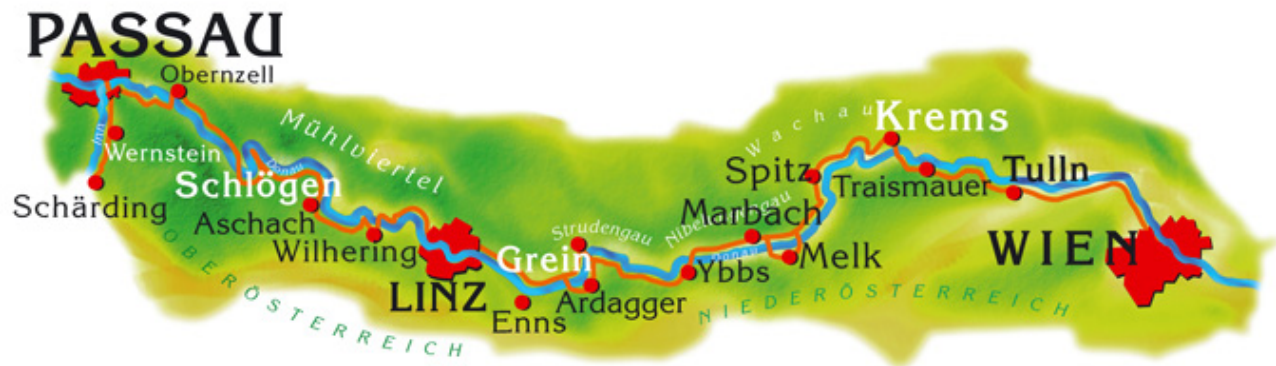 PASSAU
Obernzell
Inn
Wernstein
Schärding
Mühlviertel
Donau
Schlögen
Aschach
Wilhering
OBERÖSTERREICH
LINZ
Enns
Grein
Strudengau
Ardagger
Ybbs
Nibelungengau
Marbach
Donau
Melk
Spitz
Wachau
Krems
Traismauer
Tulln
NIEDERÖSTERREICH
WIEN